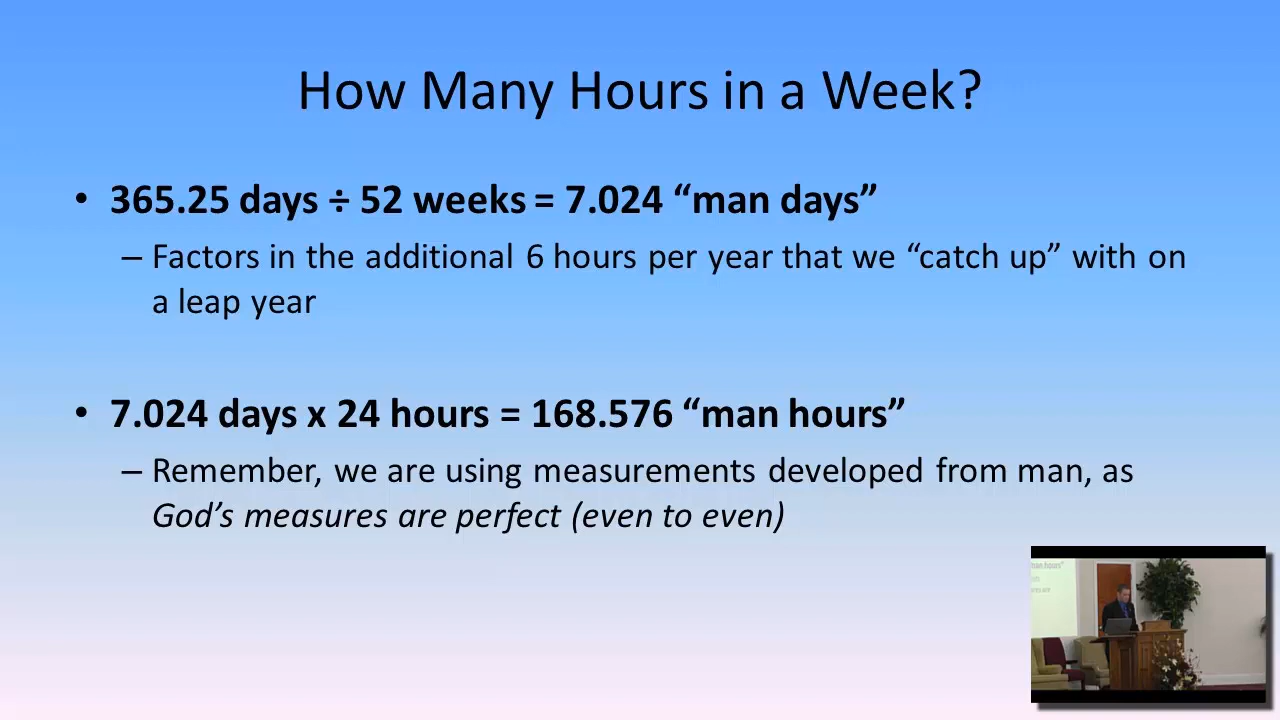 How Many Hours in a Week?
• 365.25 days ÷ 52 weeks = 7.024 “man days”
– Factors in the additional 6 hours per year that we “catch up” with on
a leap year
• 7.024 days x 24 hours = 168.576 “man hours”
– Remember, we are using measurements developed from man, as
God’s measures are perfect (even to even)
man hours”